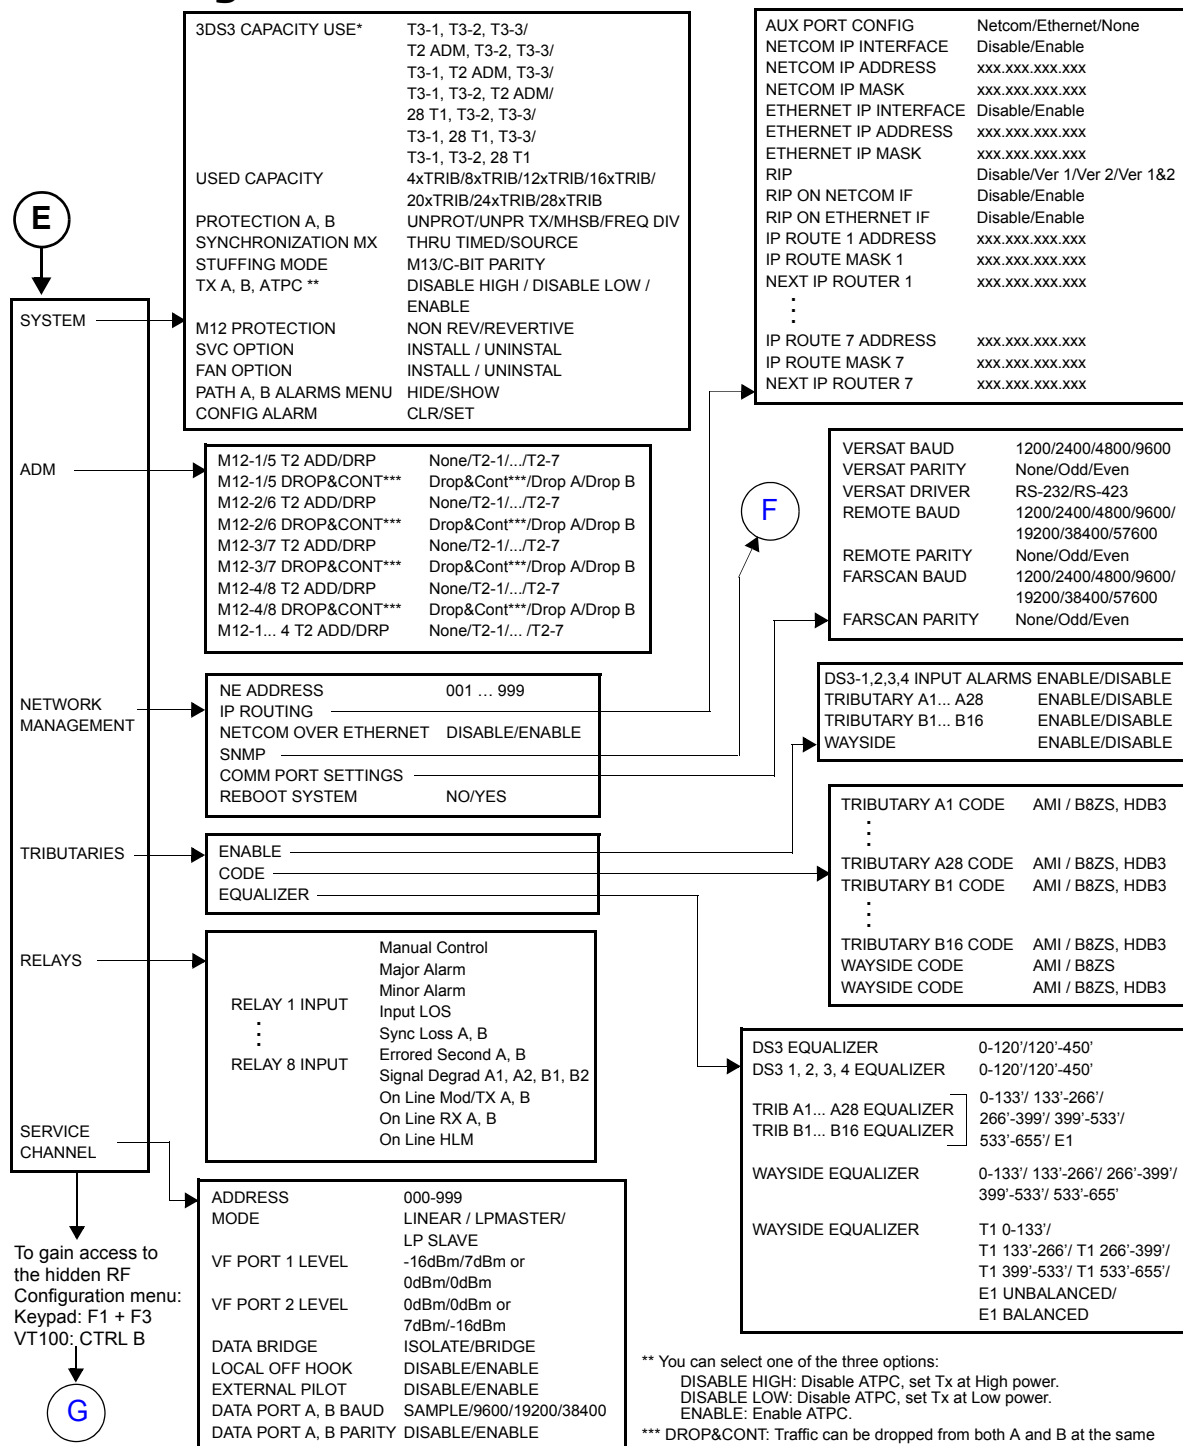 3DS3 CAPACITY USE* T3-1, T3-2, T3-3/
T2 ADM, T3-2, T3-3/
T3-1, T2 ADM, T3-3/
T3-1, T3-2, T2 ADM/
28 T1, T3-2, T3-3/
T3-1, 28 T1, T3-3/
T3-1, T3-2, 28 T1
USED CAPACITY 4xTRIB/8xTRIB/12xTRIB/16xTRIB/
20xTRIB/24xTRIB/28xTRIB
PROTECTION A, B UNPROT/UNPR TX/MHSB/FREQ DIV
SYNCHRONIZATION MX THRU TIMED/SOURCE
STUFFING MODE M13/C-BIT PARITY
TX A, B, ATPC ** DISABLE HIGH / DISABLE LOW /
ENABLE
M12 PROTECTION NON REV/REVERTIVE
SVC OPTION INSTALL / UNINSTAL
FAN OPTION INSTALL / UNINSTAL
PATH A, B ALARMS MENU HIDE/SHOW
CONFIG ALARM CLR/SET
AUX PORT CONFIG Netcom/Ethernet/None
NETCOM IP INTERFACE Disable/Enable
NETCOM IP ADDRESS xxx.xxx.xxx.xxx
NETCOM IP MASK xxx.xxx.xxx.xxx
ETHERNET IP INTERFACE Disable/Enable
ETHERNET IP ADDRESS xxx.xxx.xxx.xxx
ETHERNET IP MASK xxx.xxx.xxx.xxx
RIP Disable/Ver 1/Ver 2/Ver 1&2
RIP ON NETCOM IF Disable/Enable
RIP ON ETHERNET IF Disable/Enable
IP ROUTE 1 ADDRESS xxx.xxx.xxx.xxx
IP ROUTE MASK 1 xxx.xxx.xxx.xxx
NEXT IP ROUTER 1 xxx.xxx.xxx.xxx
IP ROUTE 7 ADDRESS xxx.xxx.xxx.xxx
IP ROUTE MASK 7 xxx.xxx.xxx.xxx
NEXT IP ROUTER 7 xxx.xxx.xxx.xxx
E
SYSTEM
ADM
NETWORK
MANAGEMENT
TRIBUTARIES
RELAYS
SERVICE
CHANNEL
M12-1/5 T2 ADD/DRP None/T2-1/.../T2-7
M12-1/5 DROP&CONT*** Drop&Cont***/Drop A/Drop B
M12-2/6 T2 ADD/DRP None/T2-1/.../T2-7
M12-2/6 DROP&CONT*** Drop&Cont***/Drop A/Drop B
M12-3/7 T2 ADD/DRP None/T2-1/.../T2-7
M12-3/7 DROP&CONT*** Drop&Cont***/Drop A/Drop B
M12-4/8 T2 ADD/DRP None/T2-1/.../T2-7
M12-4/8 DROP&CONT*** Drop&Cont***/Drop A/Drop B
M12-1... 4 T2 ADD/DRP None/T2-1/... /T2-7
F
VERSAT BAUD 1200/2400/4800/9600
VERSAT PARITY None/Odd/Even
VERSAT DRIVER RS-232/RS-423
REMOTE BAUD 1200/2400/4800/9600/
19200/38400/57600
REMOTE PARITY None/Odd/Even
FARSCAN BAUD 1200/2400/4800/9600/
19200/38400/57600
FARSCAN PARITY None/Odd/Even
NE ADDRESS 001 … 999
IP ROUTING
NETCOM OVER ETHERNET DISABLE/ENABLE
SNMP
COMM PORT SETTINGS
REBOOT SYSTEM NO/YES
DS3-1,2,3,4 INPUT ALARMS ENABLE/DISABLE
TRIBUTARY A1... A28 ENABLE/DISABLE
TRIBUTARY B1... B16 ENABLE/DISABLE
WAYSIDE ENABLE/DISABLE
ENABLE
CODE
EQUALIZER
TRIBUTARY A1 CODE AMI / B8ZS, HDB3
TRIBUTARY A28 CODE AMI / B8ZS, HDB3
TRIBUTARY B1 CODE AMI / B8ZS, HDB3
TRIBUTARY B16 CODE AMI / B8ZS, HDB3
WAYSIDE CODE AMI / B8ZS
WAYSIDE CODE AMI / B8ZS, HDB3
RELAY 1 INPUT
RELAY 8 INPUT
Manual Control
Major Alarm
Minor Alarm
Input LOS
Sync Loss A, B
Errored Second A, B
Signal Degrad A1, A2, B1, B2
On Line Mod/TX A, B
On Line RX A, B
On Line HLM
DS3 EQUALIZER 0-120'/120'-450'
DS3 1, 2, 3, 4 EQUALIZER 0-120'/120'-450'
TRIB A1... A28 EQUALIZER
TRIB B1... B16 EQUALIZER
0-133'/ 133'-266'/
266'-399'/ 399'-533'/
533'-655'/ E1
WAYSIDE EQUALIZER 0-133'/ 133'-266'/ 266'-399'/
399'-533'/ 533'-655'
WAYSIDE EQUALIZER T1 0-133'/
T1 133'-266'/ T1 266'-399'/
T1 399'-533'/ T1 533'-655'/
E1 UNBALANCED/
E1 BALANCED
ADDRESS 000-999
MODE LINEAR / LPMASTER/
LP SLAVE
VF PORT 1 LEVEL -16dBm/7dBm or
0dBm/0dBm
VF PORT 2 LEVEL 0dBm/0dBm or
7dBm/-16dBm
DATA BRIDGE ISOLATE/BRIDGE
LOCAL OFF HOOK DISABLE/ENABLE
EXTERNAL PILOT DISABLE/ENABLE
DATA PORT A, B BAUD SAMPLE/9600/19200/38400
DATA PORT A, B PARITY DISABLE/ENABLE
To gain access to
the hidden RF
Configuration menu:
Keypad: F1 + F3
VT100: CTRL B
G
** You can select one of the three options:
DISABLE HIGH: Disable ATPC, set Tx at High power.
DISABLE LOW: Disable ATPC, set Tx at Low power.
ENABLE: Enable ATPC.
*** DROP&CONT: Traffic can be dropped from both A and B at the same